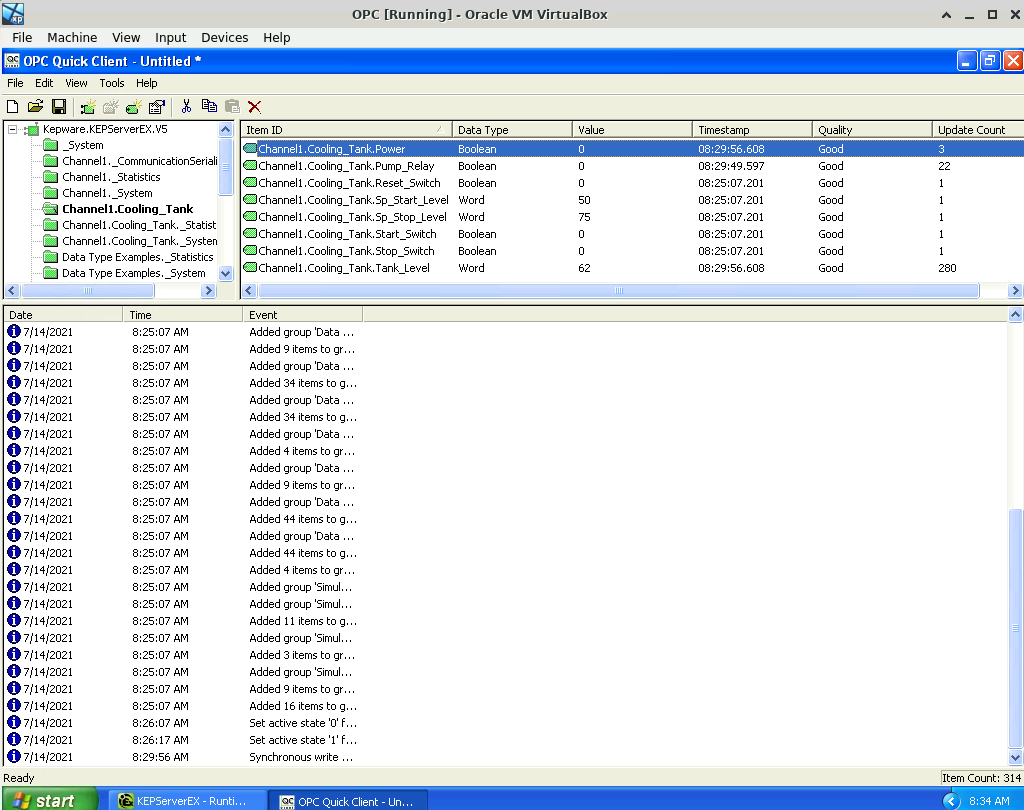 OPC [Running] - Oracle VM VirtualBox
File Machine View Input Devices Help
OPC Quick Client - Untitled *
File Edit View Tools Help
Kepware.KEPServerEX.V5
_System
Channel1._CommunicationSeriali
Channel1._Statistics
Channel1._System
Channel1.Cooling_Tank
Channel1.Cooling_Tank._Statist
Channel1.Cooling_Tank._System
Data Type Examples._Statistics
Data Type Examples._System
Item ID Data Type Value Timestamp Quality Update Count
Channel1.Cooling_Tank.Power Boolean 0 08:29:56.608 Good 3
Channel1.Cooling_Tank.Pump_Relay Boolean 0 08:29:49.597 Good 22
Channel1.Cooling_Tank.Reset_Switch Boolean 0 08:25:07.201 Good 1
Channel1.Cooling_Tank.Sp_Start_Level Word 50 08:25:07.201 Good 1
Channel1.Cooling_Tank.Sp_Stop_Level Word 75 08:25:07.201 Good 1
Channel1.Cooling_Tank.Start_Switch Boolean 0 08:25:07.201 Good 1
Channel1.Cooling_Tank.Stop_Switch Boolean 0 08:25:07.201 Good 1
Channel1.Cooling_Tank.Tank_Level Word 62 08:29:56.608 Good 280
Date Time Event
7/14/2021 8:25:07 AM Added group 'Data ...
7/14/2021 8:25:07 AM Added 9 items to gr...
7/14/2021 8:25:07 AM Added group 'Data ...
7/14/2021 8:25:07 AM Added 34 items to g...
7/14/2021 8:25:07 AM Added group 'Data ...
7/14/2021 8:25:07 AM Added 34 items to g...
7/14/2021 8:25:07 AM Added group 'Data ...
7/14/2021 8:25:07 AM Added 4 items to gr...
7/14/2021 8:25:07 AM Added group 'Data ...
7/14/2021 8:25:07 AM Added 9 items to gr...
7/14/2021 8:25:07 AM Added group 'Data ...
7/14/2021 8:25:07 AM Added 44 items to g...
7/14/2021 8:25:07 AM Added group 'Data ...
7/14/2021 8:25:07 AM Added 44 items to g...
7/14/2021 8:25:07 AM Added 4 items to gr...
7/14/2021 8:25:07 AM Added group 'Simul...
7/14/2021 8:25:07 AM Added group 'Simul...
7/14/2021 8:25:07 AM Added 11 items to g...
7/14/2021 8:25:07 AM Added group 'Simul...
7/14/2021 8:25:07 AM Added 3 items to gr...
7/14/2021 8:25:07 AM Added group 'Simul...
7/14/2021 8:25:07 AM Added 9 items to gr...
7/14/2021 8:25:07 AM Added 16 items to g...
7/14/2021 8:26:07 AM Set active state '0' f...
7/14/2021 8:26:17 AM Set active state '1' f...
7/14/2021 8:29:56 AM Synchronous write ...
Ready Item Count: 314
start KEPServerEX - Runti... OPC Quick Client - Un... 8:34 AM